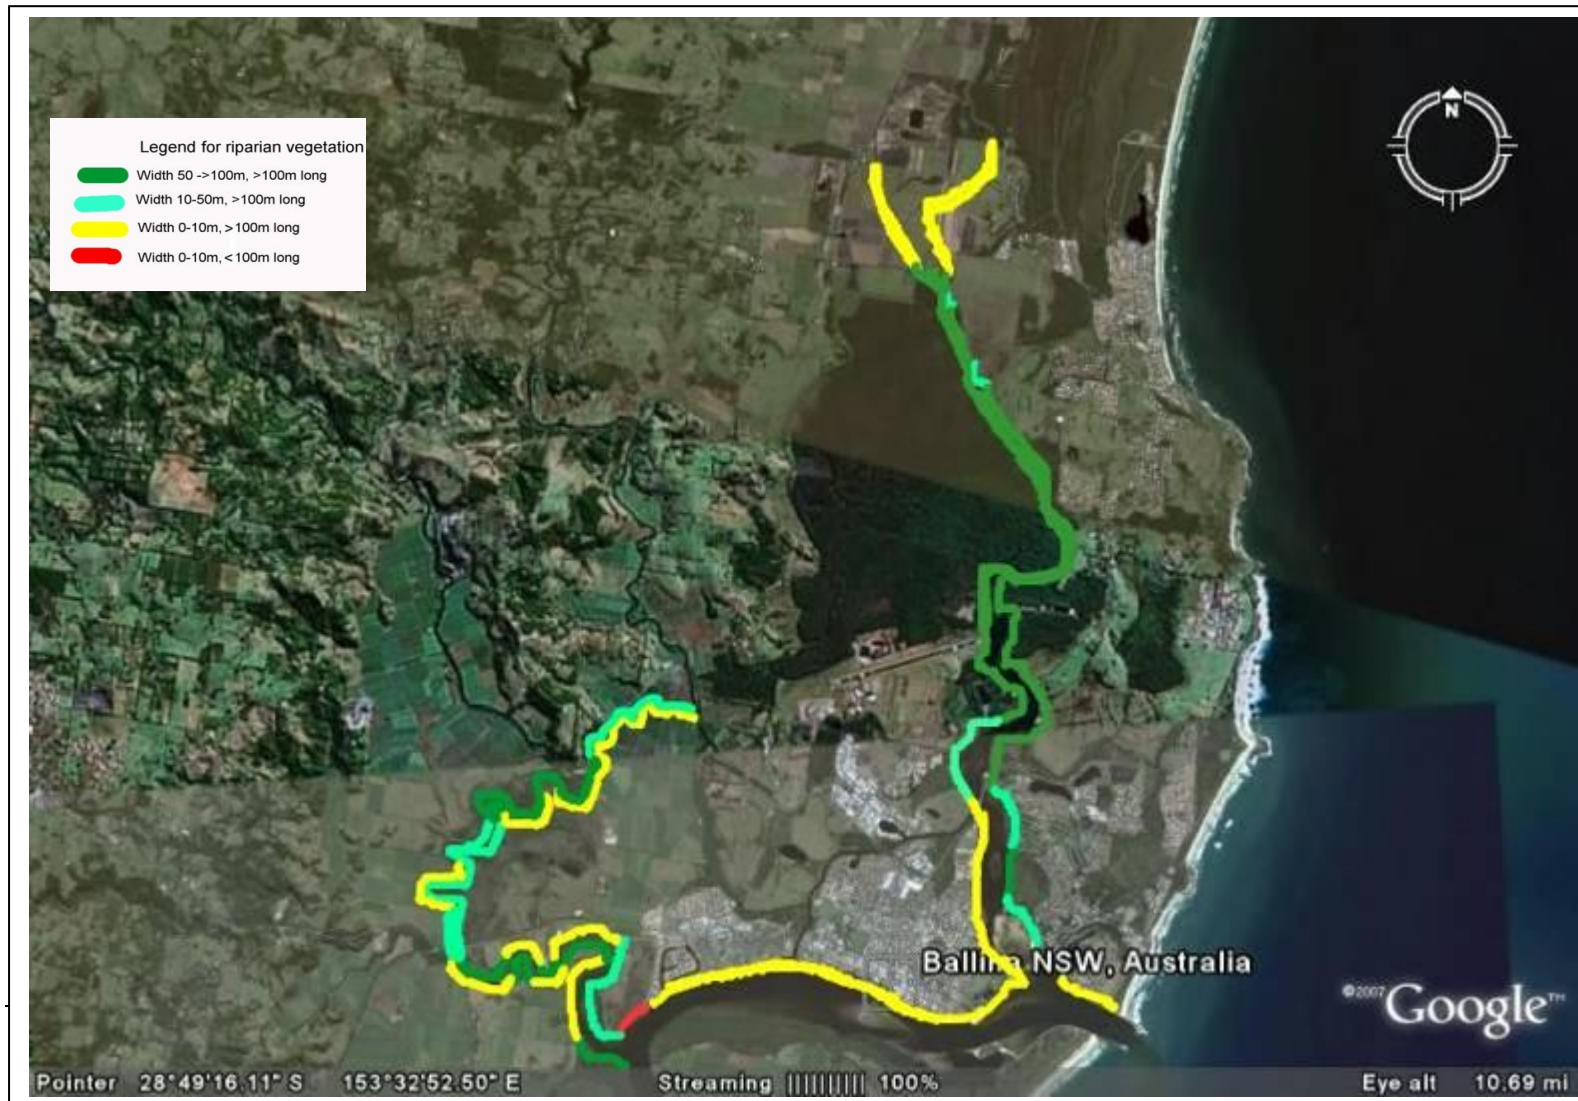 N
Legend for riparian vegetation
Width 50 ->100m, >100m long
Width 10-50m, >100m long
Width 0-10m, >100m long
Width 0-10m, <100m long
Ballina NSW, Australia
©2007 Google™
Pointer 28°49'16.11" S 153°32'52.50" E Streaming |||||||||| 100% Eye alt 10.69 mi